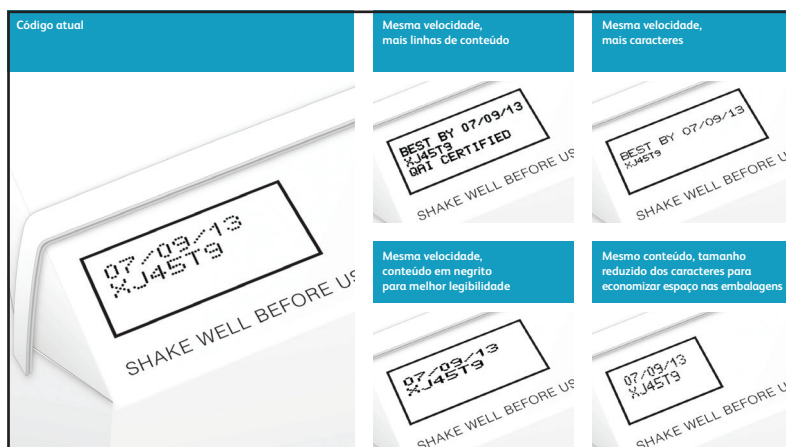 Código atual
07/09/13
XJ45T9
SHAKE WELL BEFORE US
Mesma velocidade,
mais linhas de conteúdo
BEST BY 07/09/13
XJ45T9
QAI CERTIFIED
SHAKE WELL BEFORE US
Mesma velocidade,
mais caracteres
BEST BY 07/09/13
XJ45T9
SHAKE WELL BEFORE U
Mesma velocidade,
conteúdo em negrito
para melhor legibilidade
07/09/13
XJ45T9
SHAKE WELL BEFORE US
Mesmo conteúdo, tamanho
reduzido dos caracteres para
economizar espaço nas embalagens
07/09/13
XJ45T9
SHAKE WELL BEFORE U